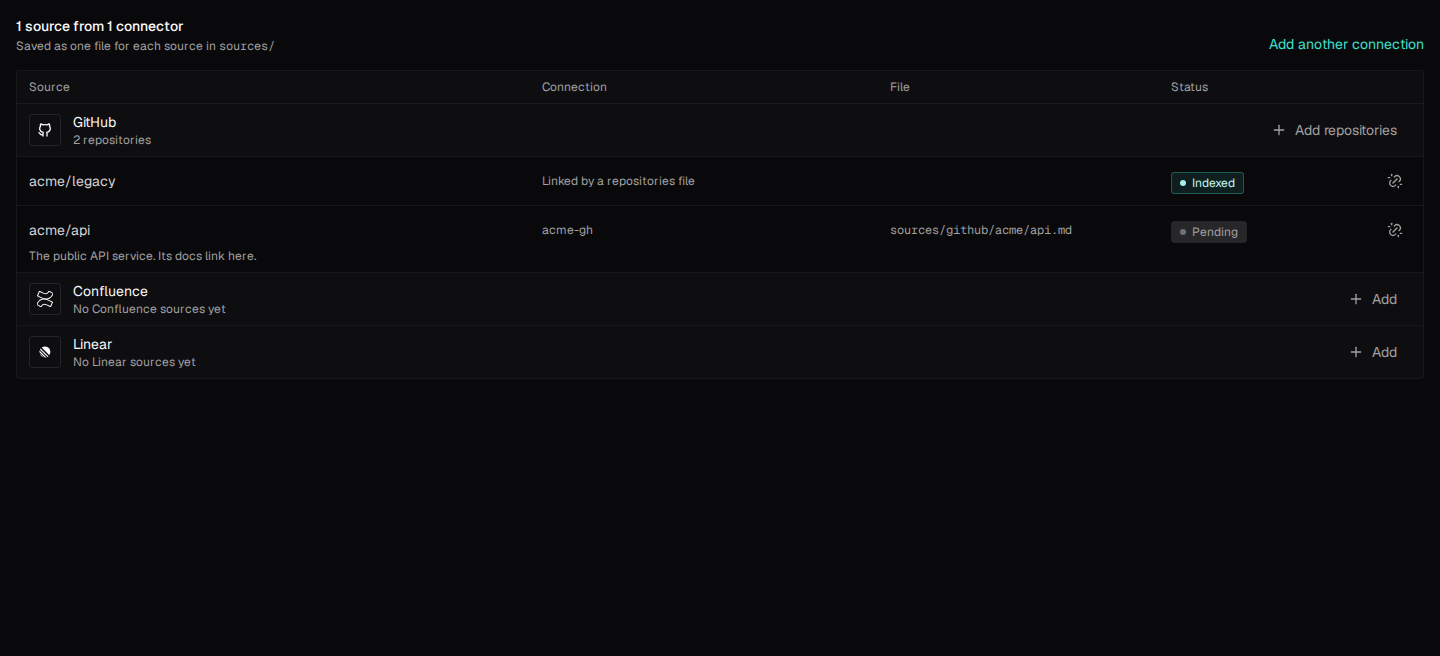 1 source from 1 connector
Saved as one file for each source in sources/
Add another connection
Source Connection File Status
GitHub
2 repositories
Add repositories
acme/legacy Linked by a repositories file Indexed
acme/api acme-gh sources/github/acme/api.md Pending
The public API service. Its docs link here.
Confluence
No Confluence sources yet
Add
Linear
No Linear sources yet
Add